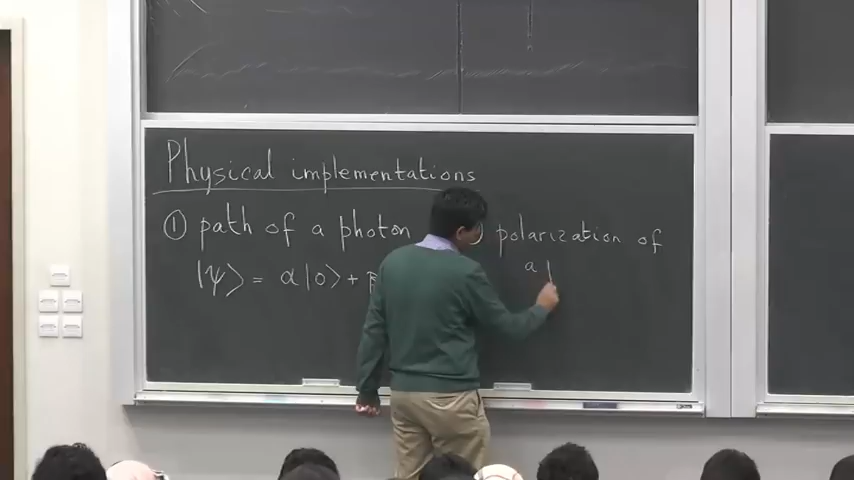 Physical implementations
① path of a photon
|ψ⟩ = α|0⟩ +
polarization of
a